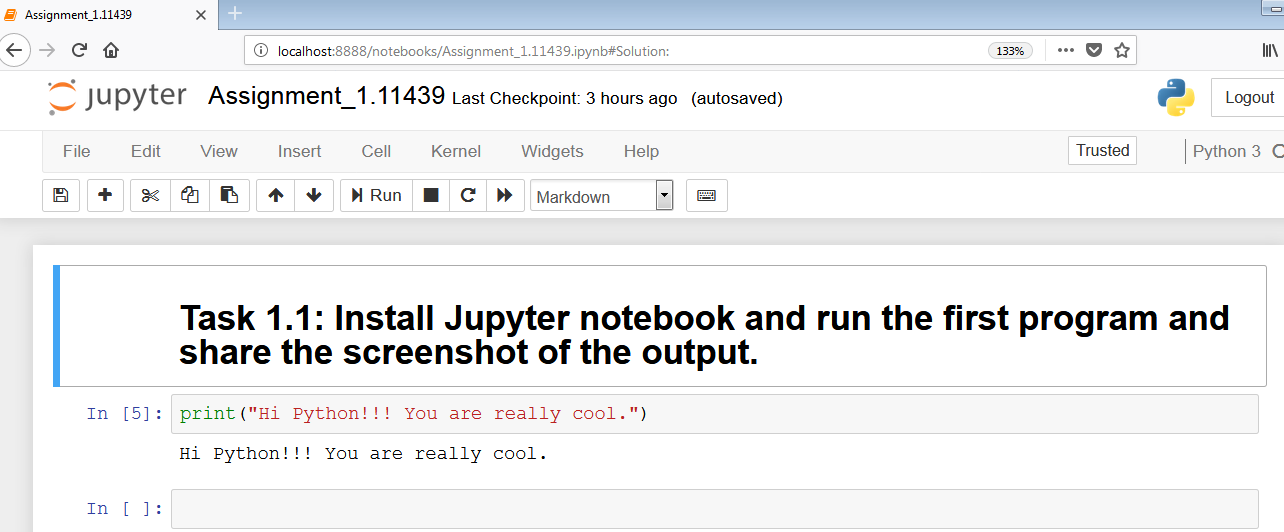 Assignment_1.11439
localhost:8888/notebooks/Assignment_1.11439.ipynb#Solution: 133%
jupyter Assignment_1.11439 Last Checkpoint: 3 hours ago (autosaved) Logout
File Edit View Insert Cell Kernel Widgets Help Trusted Python 3
Run Markdown
Task 1.1: Install Jupyter notebook and run the first program and
share the screenshot of the output.
In [5]: print("Hi Python!!! You are really cool.")
Hi Python!!! You are really cool.
In [ ]: